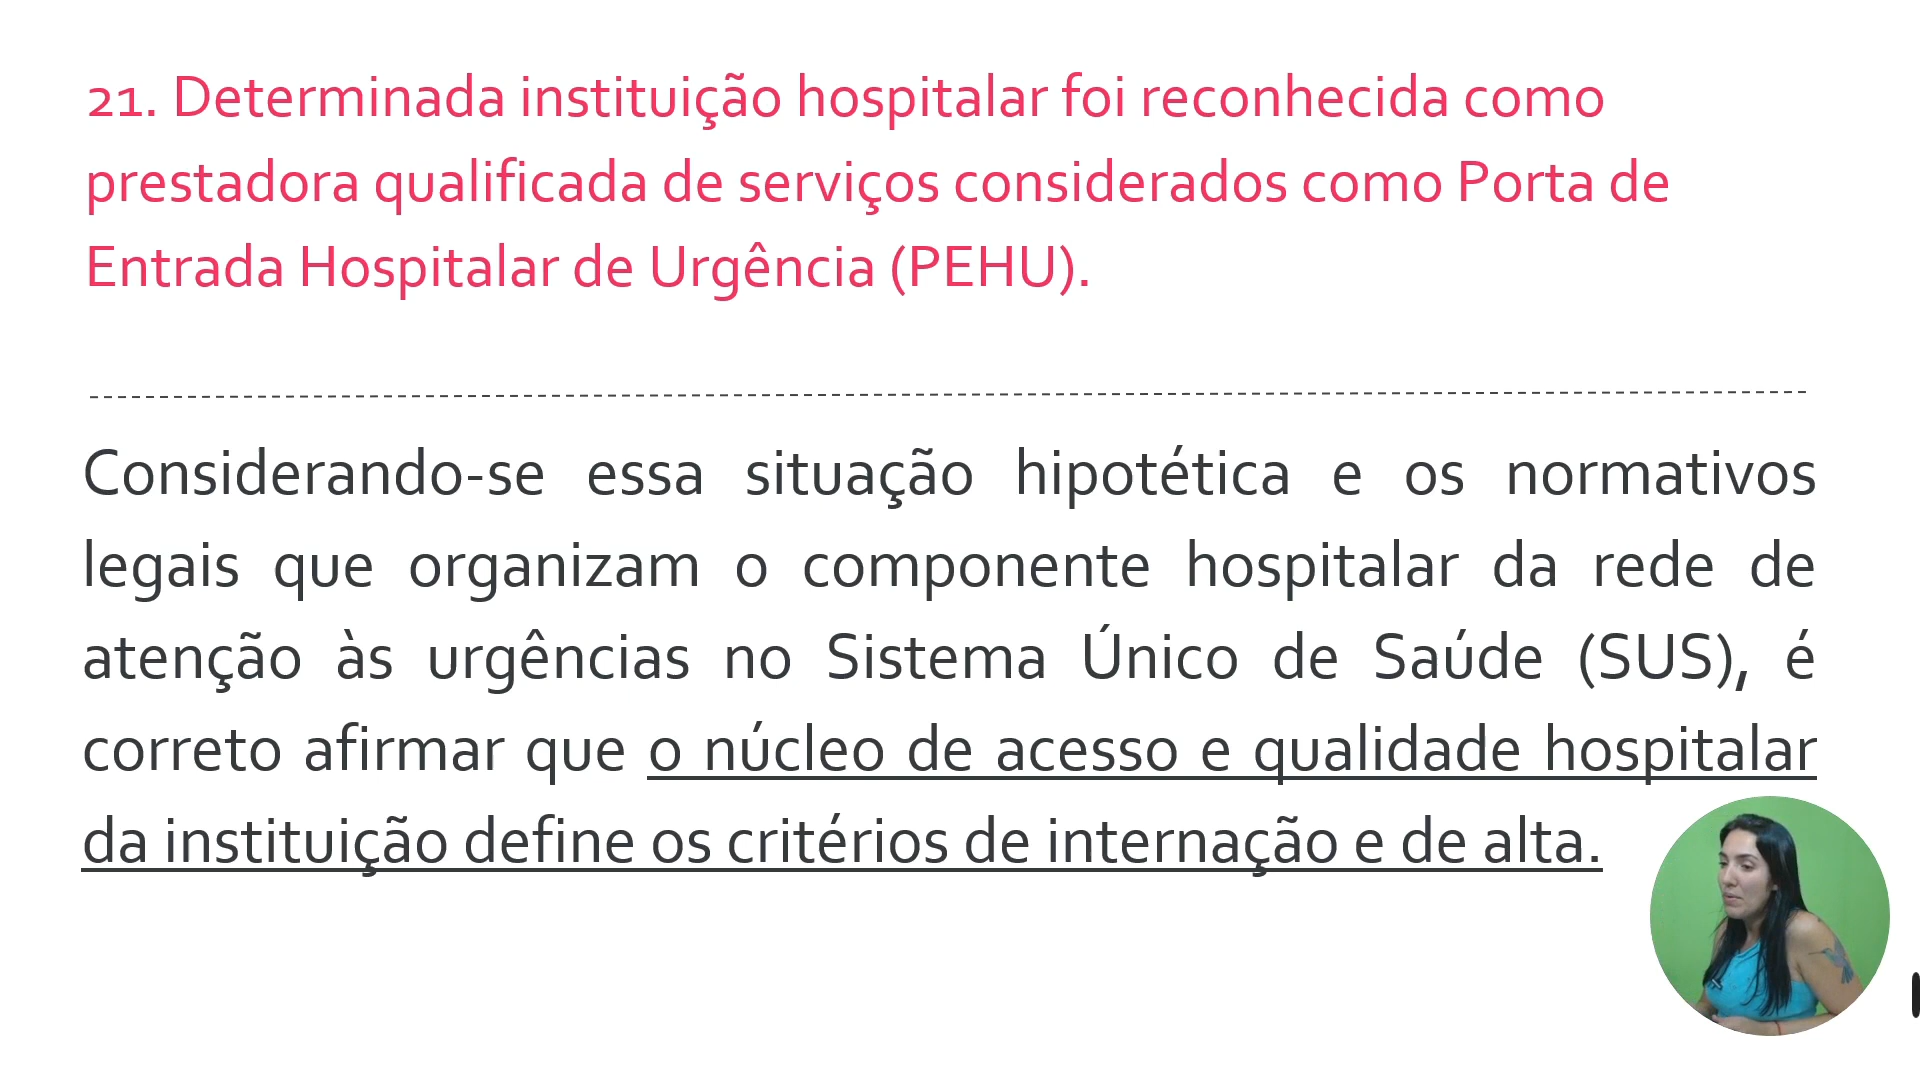 21. Determinada instituição hospitalar foi reconhecida como
prestadora qualificada de serviços considerados como Porta de
Entrada Hospitalar de Urgência (PEHU).
Considerando-se essa situação hipotética e os normativos
legais que organizam o componente hospitalar da rede de
atenção às urgências no Sistema Único de Saúde (SUS), é
correto afirmar que o núcleo de acesso e qualidade hospitalar
da instituição define os critérios de internação e de alta.